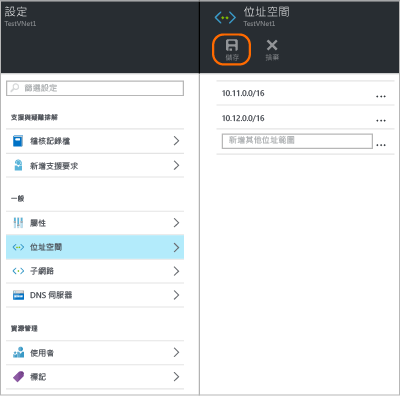 設定
TestVNet1
篩選設定
支援與疑難排解
稽核記錄檔
新增支援要求
一般
屬性
位址空間
子網路
DNS 伺服器
資源管理
使用者
標記
位址空間
TestVNet1
儲存
捨棄
10.11.0.0/16
10.12.0.0/16
新增其他位址範圍